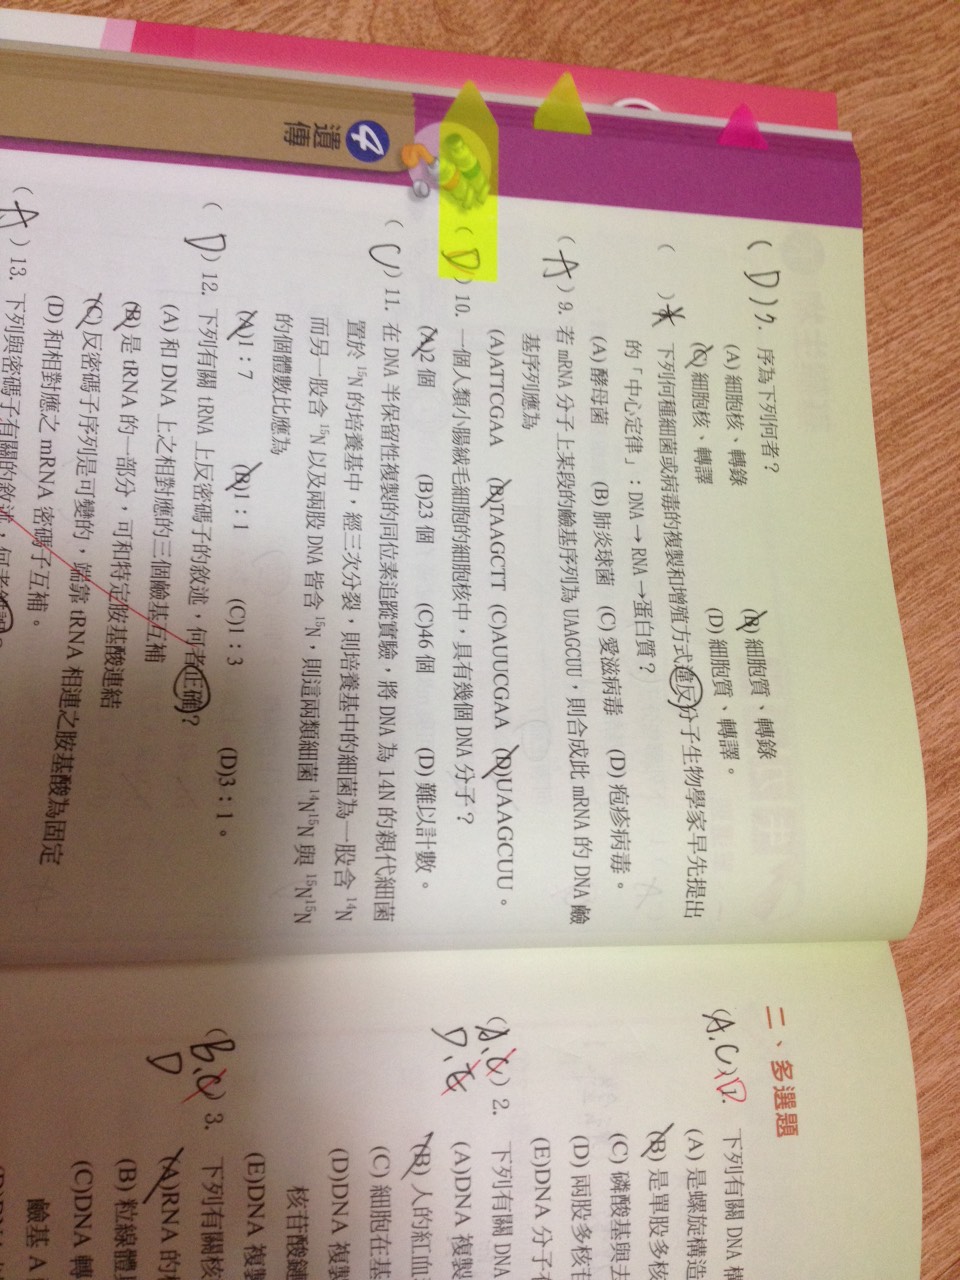 4
遺傳
(D)7. 序為下列何者？
(A) 細胞核、轉錄 (B) 細胞質、轉錄
(C) 細胞核、轉譯 (D) 細胞質、轉譯。
( ) 下列何種細菌或病毒的複製和增殖方式違反分子生物學家早先提出
的「中心定律」：DNA→RNA→蛋白質？
(A) 酵母菌 (B) 肺炎球菌 (C) 愛滋病毒 (D) 疱疹病毒。
(A) 9. 若 mRNA 分子上某段的鹼基序列為 UAAGCUU，則合成此 mRNA 的 DNA 鹼
基序列應為
(A)ATTCGAA (B)TAAGCTT (C)AUUCGAA (D)UAAGCUU。
(D) 10. 一個人類小腸絨毛細胞的細胞核中，具有幾個 DNA 分子？
(A)2 個 (B)23 個 (C)46 個 (D) 難以計數。
(C) 11. 在 DNA 半保留性複製的同位素追蹤實驗，將 DNA 為 14N 的親代細菌
置於 ¹⁵N 的培養基中，經三次分裂，則培養基中的細菌為一股含 ¹⁴N
而另一股含 ¹⁵N 以及兩股 DNA 皆含 ¹⁵N，則這兩類細菌 ¹⁴N¹⁵N 與 ¹⁵N¹⁵N
的個體數比應為
(A)1：7 (B)1：1 (C)1：3 (D)3：1。
(D) 12. 下列有關 tRNA 上反密碼子的敘述，何者正確？
(A) 和 DNA 上之相對應的三個鹼基互補
(B) 是 tRNA 的一部分，可和特定胺基酸連結
(C) 反密碼子序列是可變的，端靠 tRNA 相連之胺基酸為固定
(D) 和相對應之 mRNA 密碼子互補。
(A) 13. 下列與密碼子有關的敘述，何者
二、多選題
(A.C)D 1. 下列有關 DNA 構
(A) 是螺旋構造
(B) 是單股多核
(C) 磷酸基與去
(D) 兩股多核苷
(E)DNA 分子
2. 下列有關 DNA
D.E
(A)DNA 複製
(B) 人的紅血
(C) 細胞在基
(D)DNA 複製
核苷酸鏈
(E)DNA 複製
(B.C) 3. 下列有關核
D
(A)RNA 的
(B) 粒線體
(C)DNA 轉
鹼基 A